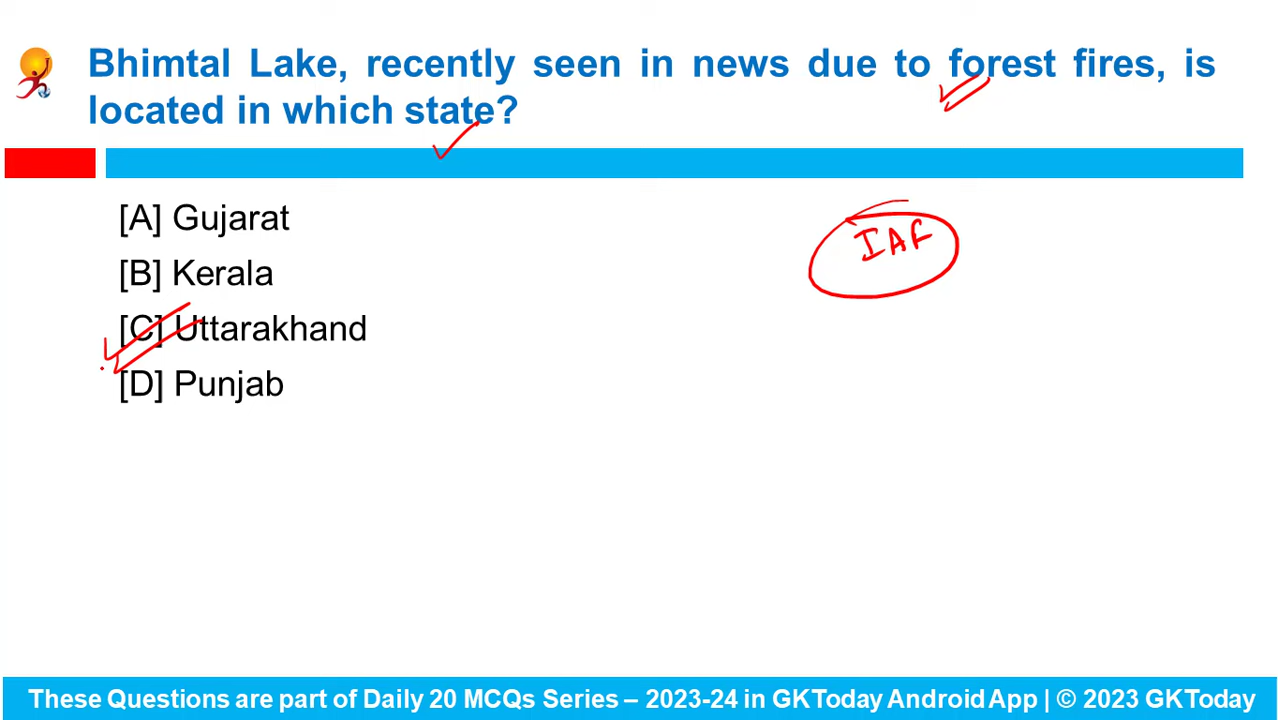 Bhimtal Lake, recently seen in news due to forest fires, is
located in which state?
[A] Gujarat
IAF
[B] Kerala
[C] Uttarakhand
[D] Punjab
These Questions are part of Daily 20 MCQs Series – 2023-24 in GKToday Android App | © 2023 GKToday